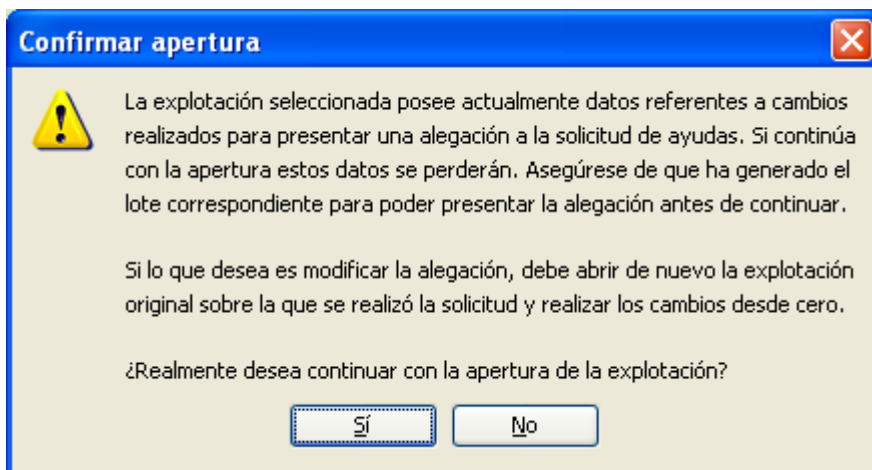 Confirmar apertura
La explotación seleccionada posee actualmente datos referentes a cambios
realizados para presentar una alegación a la solicitud de ayudas. Si continúa
con la apertura estos datos se perderán. Asegúrese de que ha generado el
lote correspondiente para poder presentar la alegación antes de continuar.
Si lo que desea es modificar la alegación, debe abrir de nuevo la explotación
original sobre la que se realizó la solicitud y realizar los cambios desde cero.
¿Realmente desea continuar con la apertura de la explotación?
Sí No